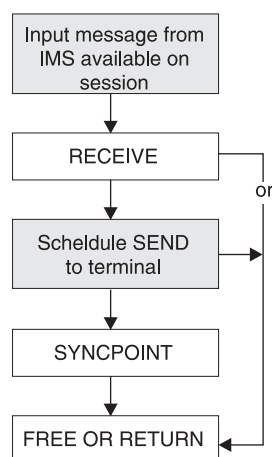 Input message from
IMS available on
session
RECEIVE
or
Scheldule SEND
to terminal
SYNCPOINT
FREE OR RETURN